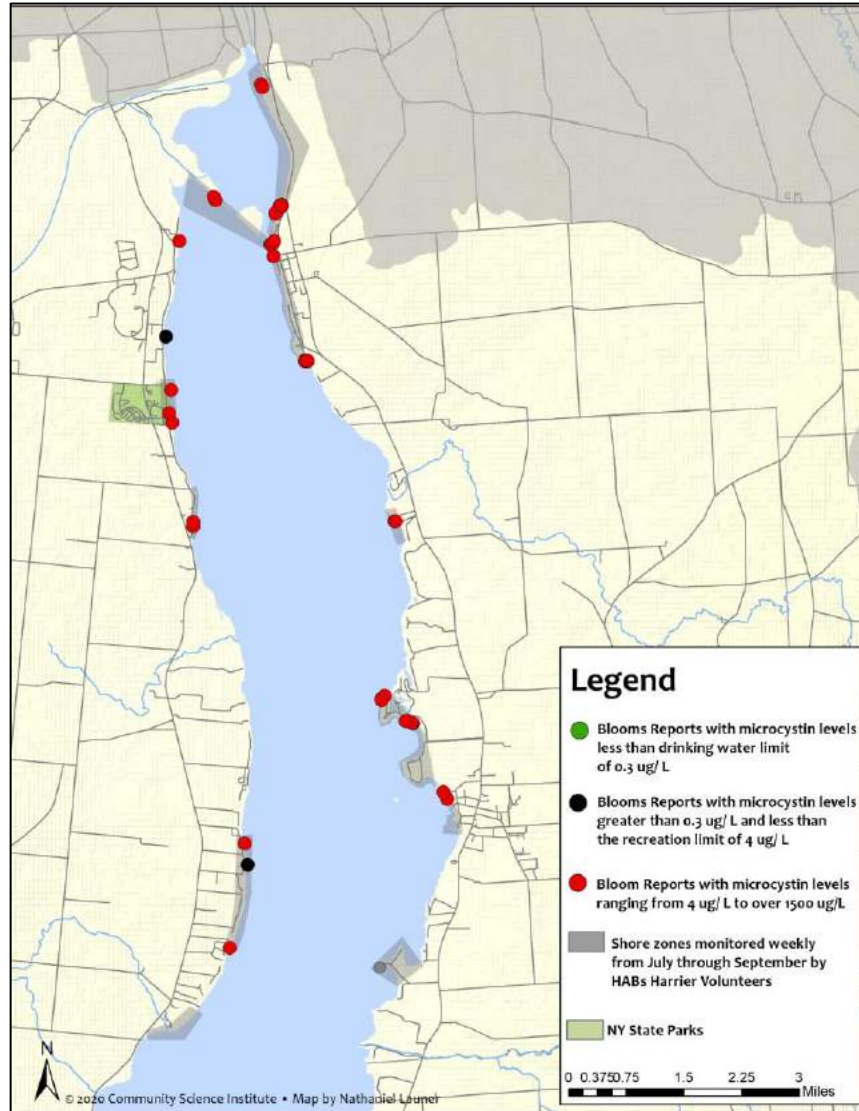 Legend
Blooms Reports with microcystin levels
less than drinking water limit
of 0.3 ug/ L
Blooms Reports with microcystin levels
greater than 0.3 ug/ L and less than
the recreation limit of 4 ug/ L
Bloom Reports with microcystin levels
ranging from 4 ug/ L to over 1500 ug/L
Shore zones monitored weekly
from July through September by
HABs Harrier Volunteers
NY State Parks
0 0.375 0.75 1.5 2.25 3
Miles
N
© 2020 Community Science Institute • Map by Nathaniel Launer